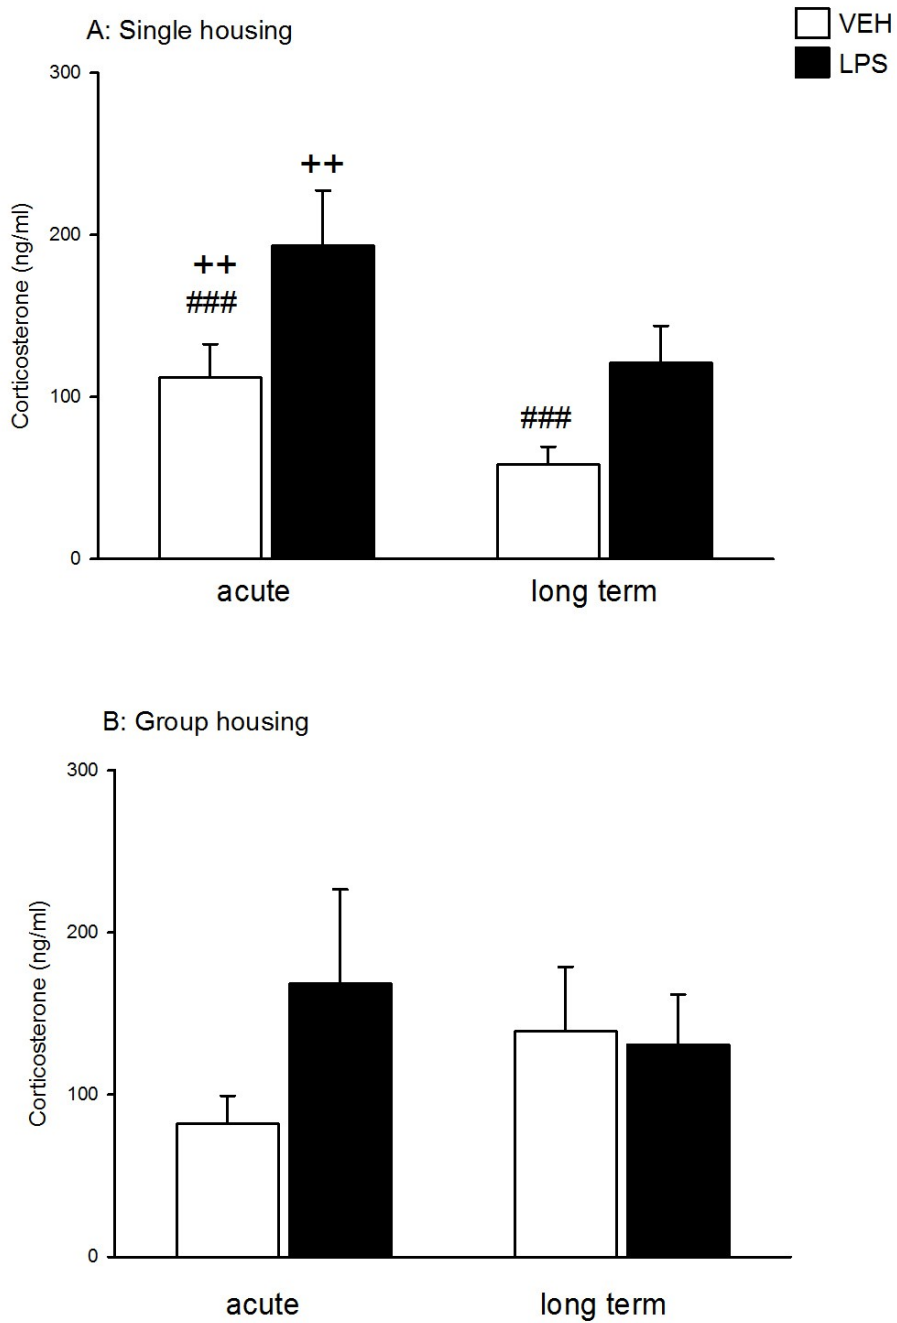 A: Single housing
VEH
LPS
300
200
100
0
Corticosterone (ng/ml)
++
++
###
###
acute
long term
B: Group housing
300
200
100
0
Corticosterone (ng/ml)
acute
long term